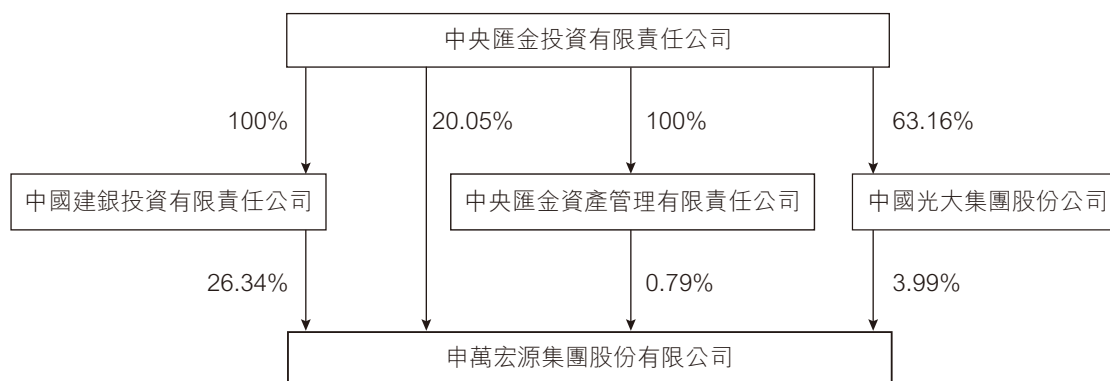 中央匯金投資有限責任公司
100%
20.05%
100%
63.16%
中國建銀投資有限責任公司
中央匯金資產管理有限責任公司
中國光大集團股份公司
26.34%
0.79%
3.99%
申萬宏源集團股份有限公司